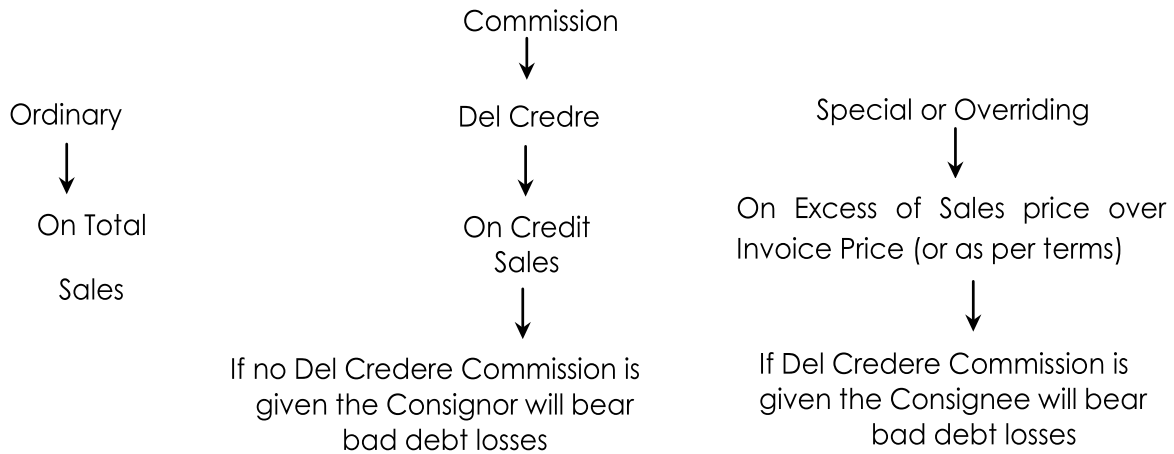 Commission
Ordinary
Del Credre
Special or Overriding
On Total
Sales
On Credit
Sales
On Excess of Sales price over
Invoice Price (or as per terms)
If no Del Credere Commission is
given the Consignor will bear
bad debt losses
If Del Credere Commission is
given the Consignee will bear
bad debt losses